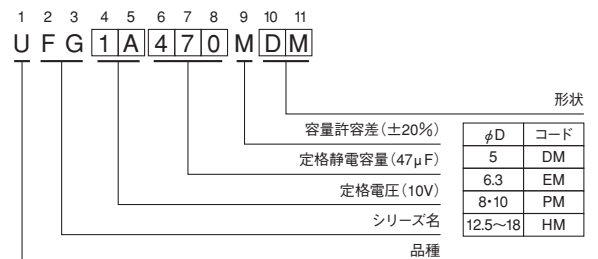 1 2 3 4 5 6 7 8 9 10 11
U F G 1 A 4 7 0 M D M
形状
容量許容差(±20%)
定格静電容量(47μF)
定格電圧(10V)
シリーズ名
品種
φD コード
5 DM
6.3 EM
8・10 PM
12.5〜18 HM